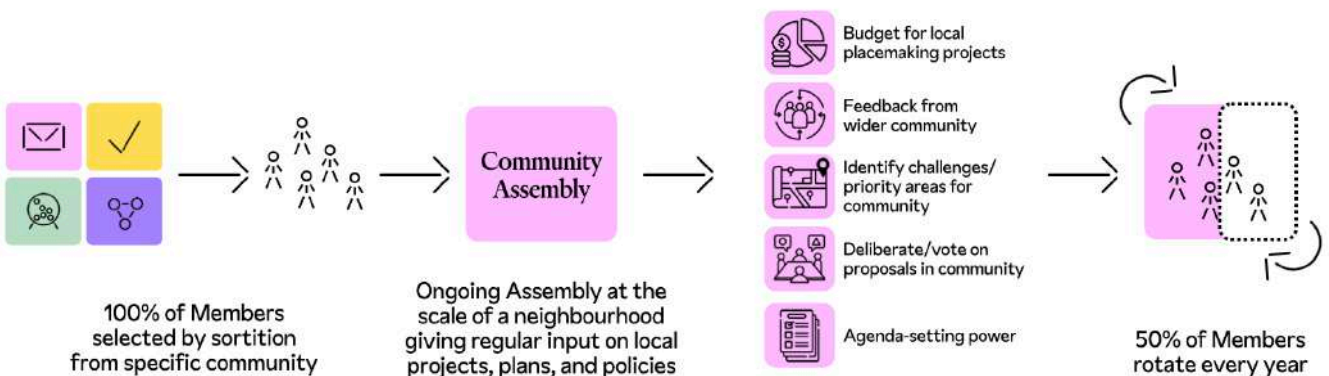 100% of Members
selected by sortition
from specific community
Community
Assembly
Ongoing Assembly at the
scale of a neighbourhood
giving regular input on local
projects, plans, and policies
Budget for local
placemaking projects
Feedback from
wider community
Identify challenges/
priority areas for
community
Deliberate/vote on
proposals in community
Agenda-setting power
50% of Members
rotate every year